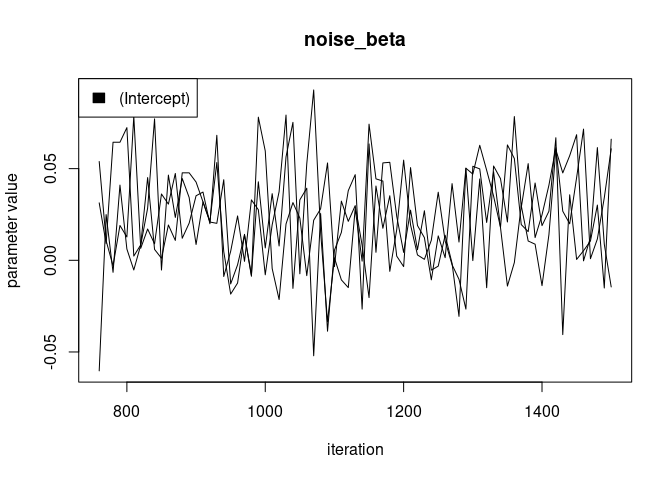 noise_beta
(Intercept)
parameter value
0.05
0.00
-0.05
800 1000 1200 1400
iteration